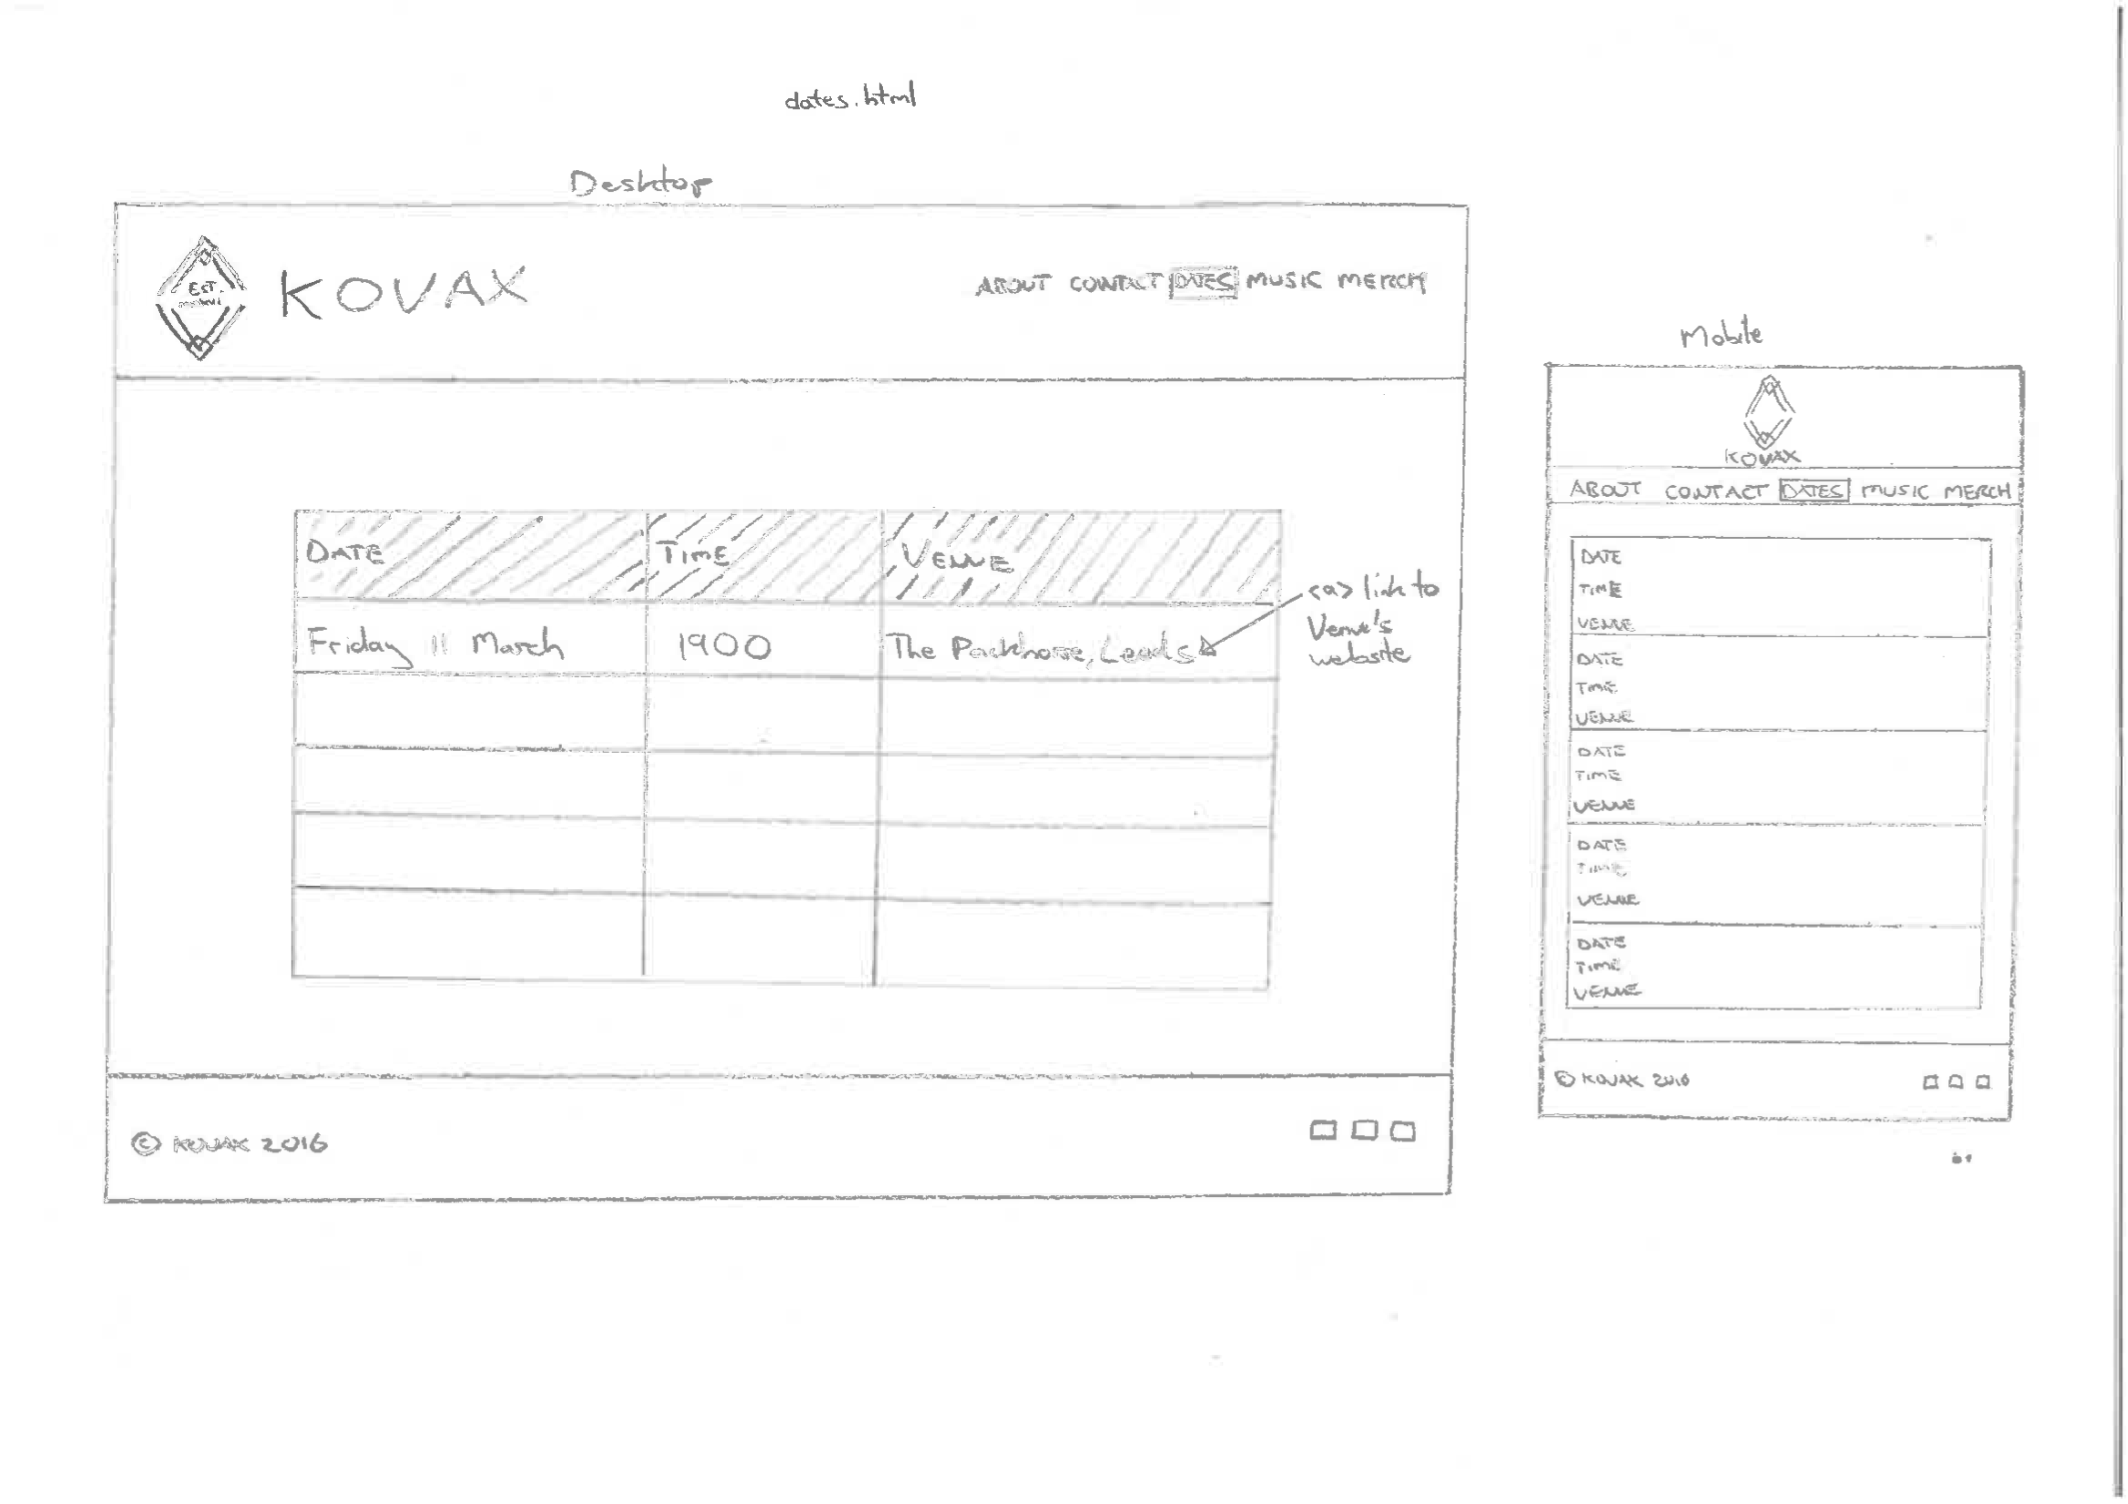 dates.html
Desktop
EST.
KOVAX
ABOUT CONTACT DATES MUSIC MERCH
DATE TIME VENUE
Friday 11 March 1900 The Packhorse, Leeds
<a> link to
Venue's
website
© KOVAX 2016
Mobile
KOVAX
ABOUT CONTACT DATES MUSIC MERCH
DATE
TIME
VENUE
DATE
TIME
VENUE
DATE
TIME
VENUE
DATE
TIME
VENUE
DATE
TIME
VENUE
© KOVAX 2016